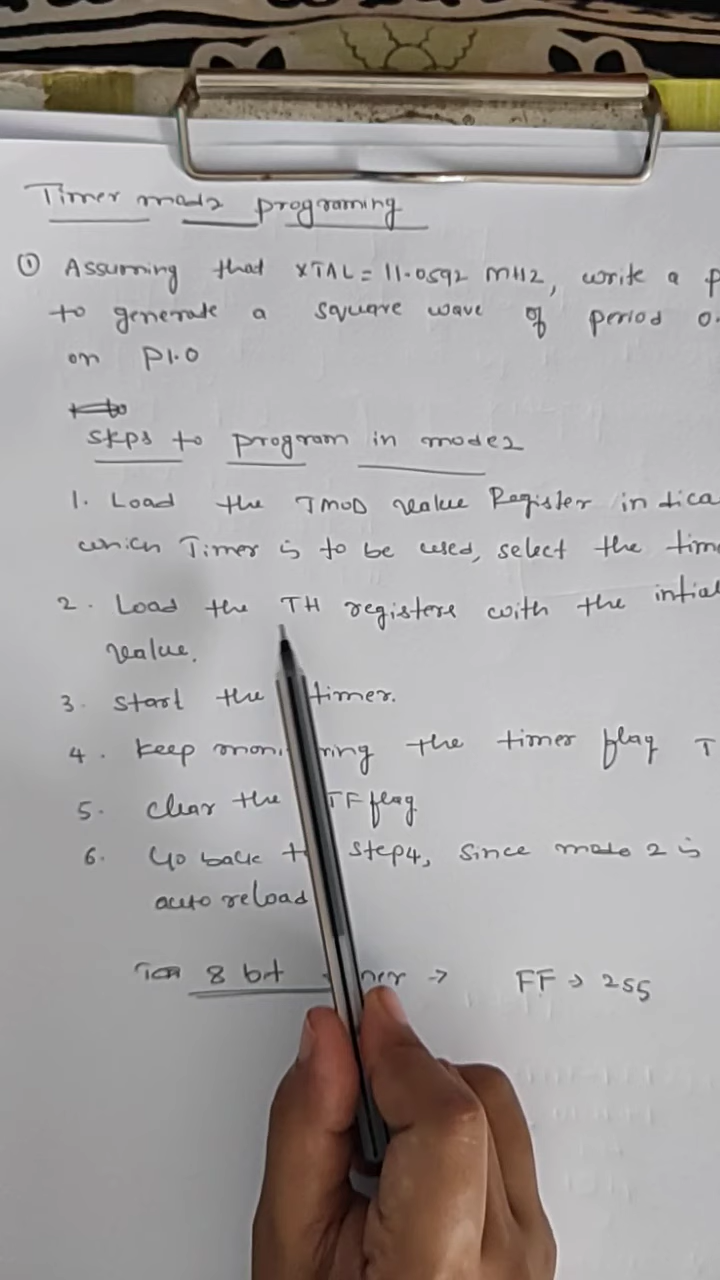 Timer mode2 programing
① Assuming that XTAL = 11.0592 MHZ, write a p
to generate a square wave of period 0.
on P1.0
Steps to program in mode2
1. Load the TMOD value Register indica
which Timer is to be used, select the tim
2. Load the TH registers with the intial
value.
3. start the timer.
4. keep moni ring the timer flag T
5. clear the TF flag
6. Go back t step4, since mode 2 is
auto reload
8 bit ner → FF → 255